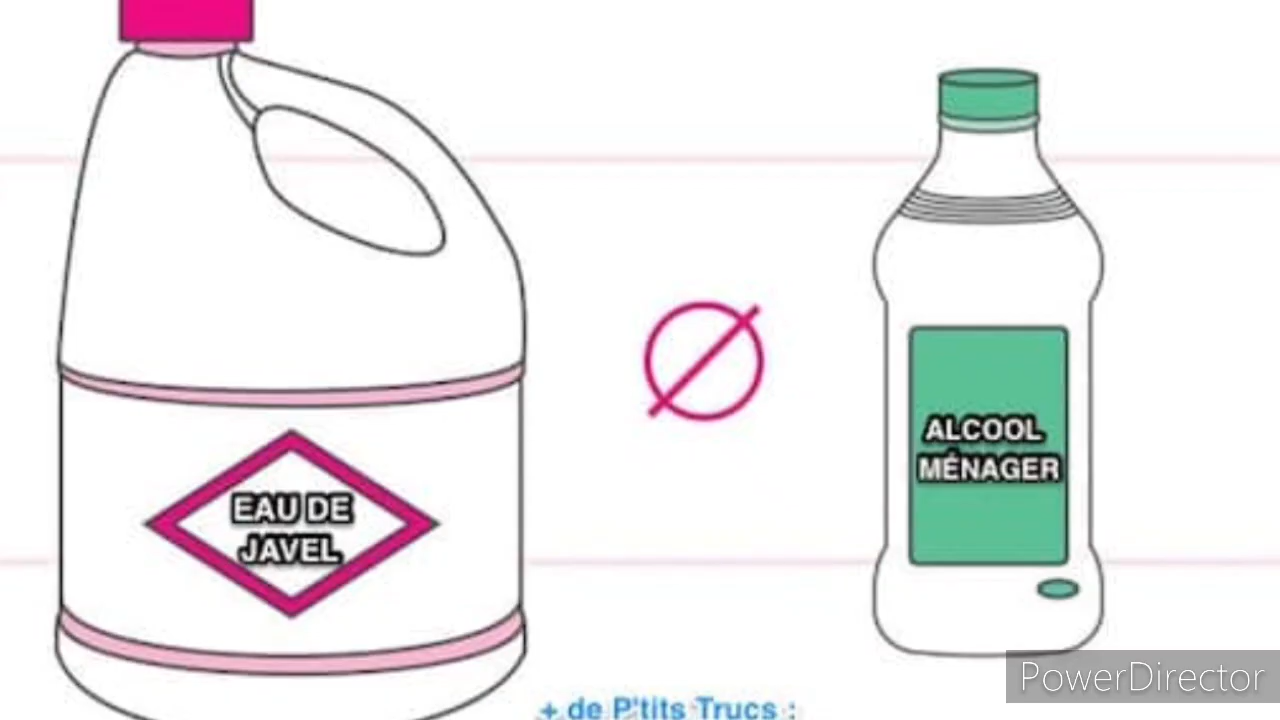 EAU DE
JAVEL
ALCOOL
MÉNAGER
+ de P'tits Trucs :
PowerDirector